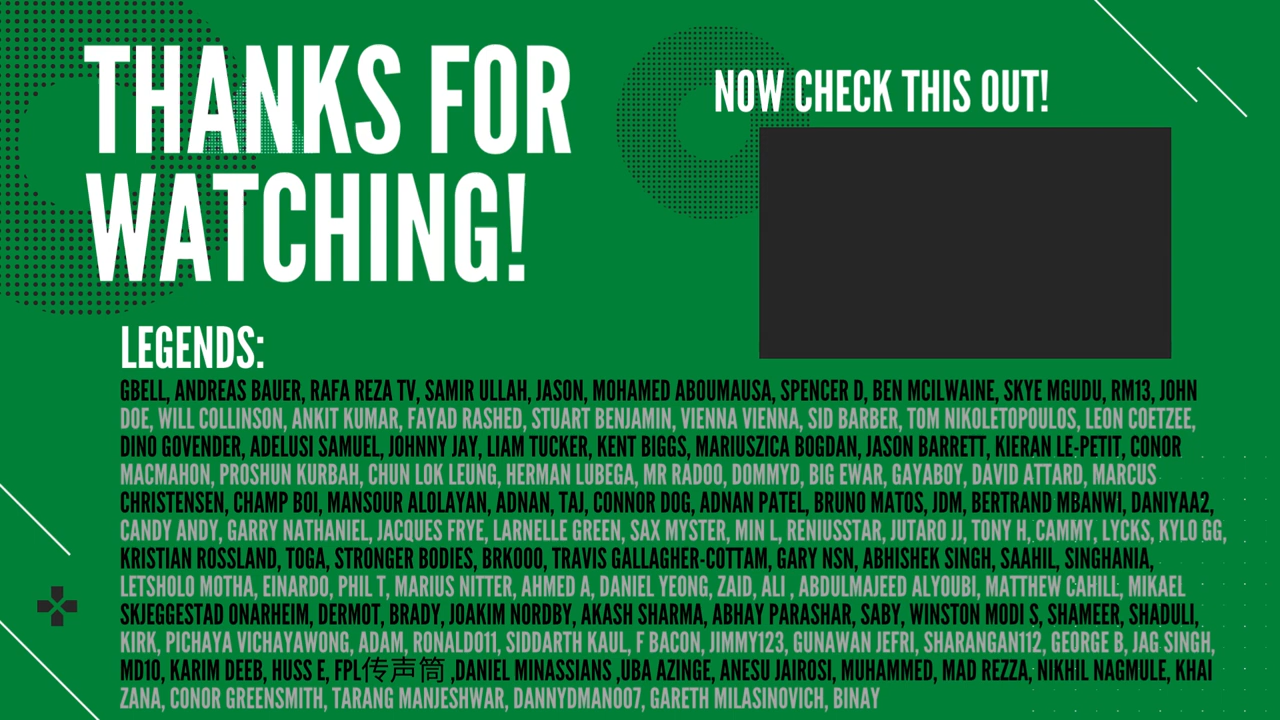 THANKS FOR
WATCHING!
NOW CHECK THIS OUT!
LEGENDS:
GBELL, ANDREAS BAUER, RAFA REZA TV, SAMIR ULLAH, JASON, MOHAMED ABOUMAUSA, SPENCER D, BEN MCILWAINE, SKYE MGUDU, RM13, JOHN
DOE, WILL COLLINSON, ANKIT KUMAR, FAYAD RASHED, STUART BENJAMIN, VIENNA VIENNA, SID BARBER, TOM NIKOLETOPOULOS, LEON COETZEE,
DINO GOVENDER, ADELUSI SAMUEL, JOHNNY JAY, LIAM TUCKER, KENT BIGGS, MARIUSZICA BOGDAN, JASON BARRETT, KIERAN LE-PETIT, CONOR
MACMAHON, PROSHUN KURBAH, CHUN LOK LEUNG, HERMAN LUBEGA, MR RADOO, DOMMYD, BIG EWAR, GAYABOY, DAVID ATTARD, MARCUS
CHRISTENSEN, CHAMP BOI, MANSOUR ALOLAYAN, ADNAN, TAJ, CONNOR DOG, ADNAN PATEL, BRUNO MATOS, JDM, BERTRAND MBANWI, DANIYAA2,
CANDY ANDY, GARRY NATHANIEL, JACQUES FRYE, LARNELLE GREEN, SAX MYSTER, MIN L, RENIUSSTAR, JUTARO JI, TONY H, CAMMY, LYCKS, KYLO GG,
KRISTIAN ROSSLAND, TOGA, STRONGER BODIES, BRK000, TRAVIS GALLAGHER-COTTAM, GARY NSN, ABHISHEK SINGH, SAAHIL, SINGHANIA,
LETSHOLO MOTHA, EINARDO, PHIL T, MARIUS NITTER, AHMED A, DANIEL YEONG, ZAID, ALI , ABDULMAJEED ALYOUBI, MATTHEW CAHILL, MIKAEL
SKJEGGESTAD ONARHEIM, DERMOT, BRADY, JOAKIM NORDBY, AKASH SHARMA, ABHAY PARASHAR, SABY, WINSTON MODI S, SHAMEER, SHADULI,
KIRK, PICHAYA VICHAYAWONG, ADAM, RONALDO11, SIDDARTH KAUL, F BACON, JIMMY123, GUNAWAN JEFRI, SHARANGAN112, GEORGE B, JAG SINGH,
MD10, KARIM DEEB, HUSS E, FPL传声筒 ,DANIEL MINASSIANS ,UBA AZINGE, ANESU JAIROSI, MUHAMMED, MAD REZZA, NIKHIL NAGMULE, KHAI
ZANA, CONOR GREENSMITH, TARANG MANJESHWAR, DANNYDMAN007, GARETH MILASINOVICH, BINAY